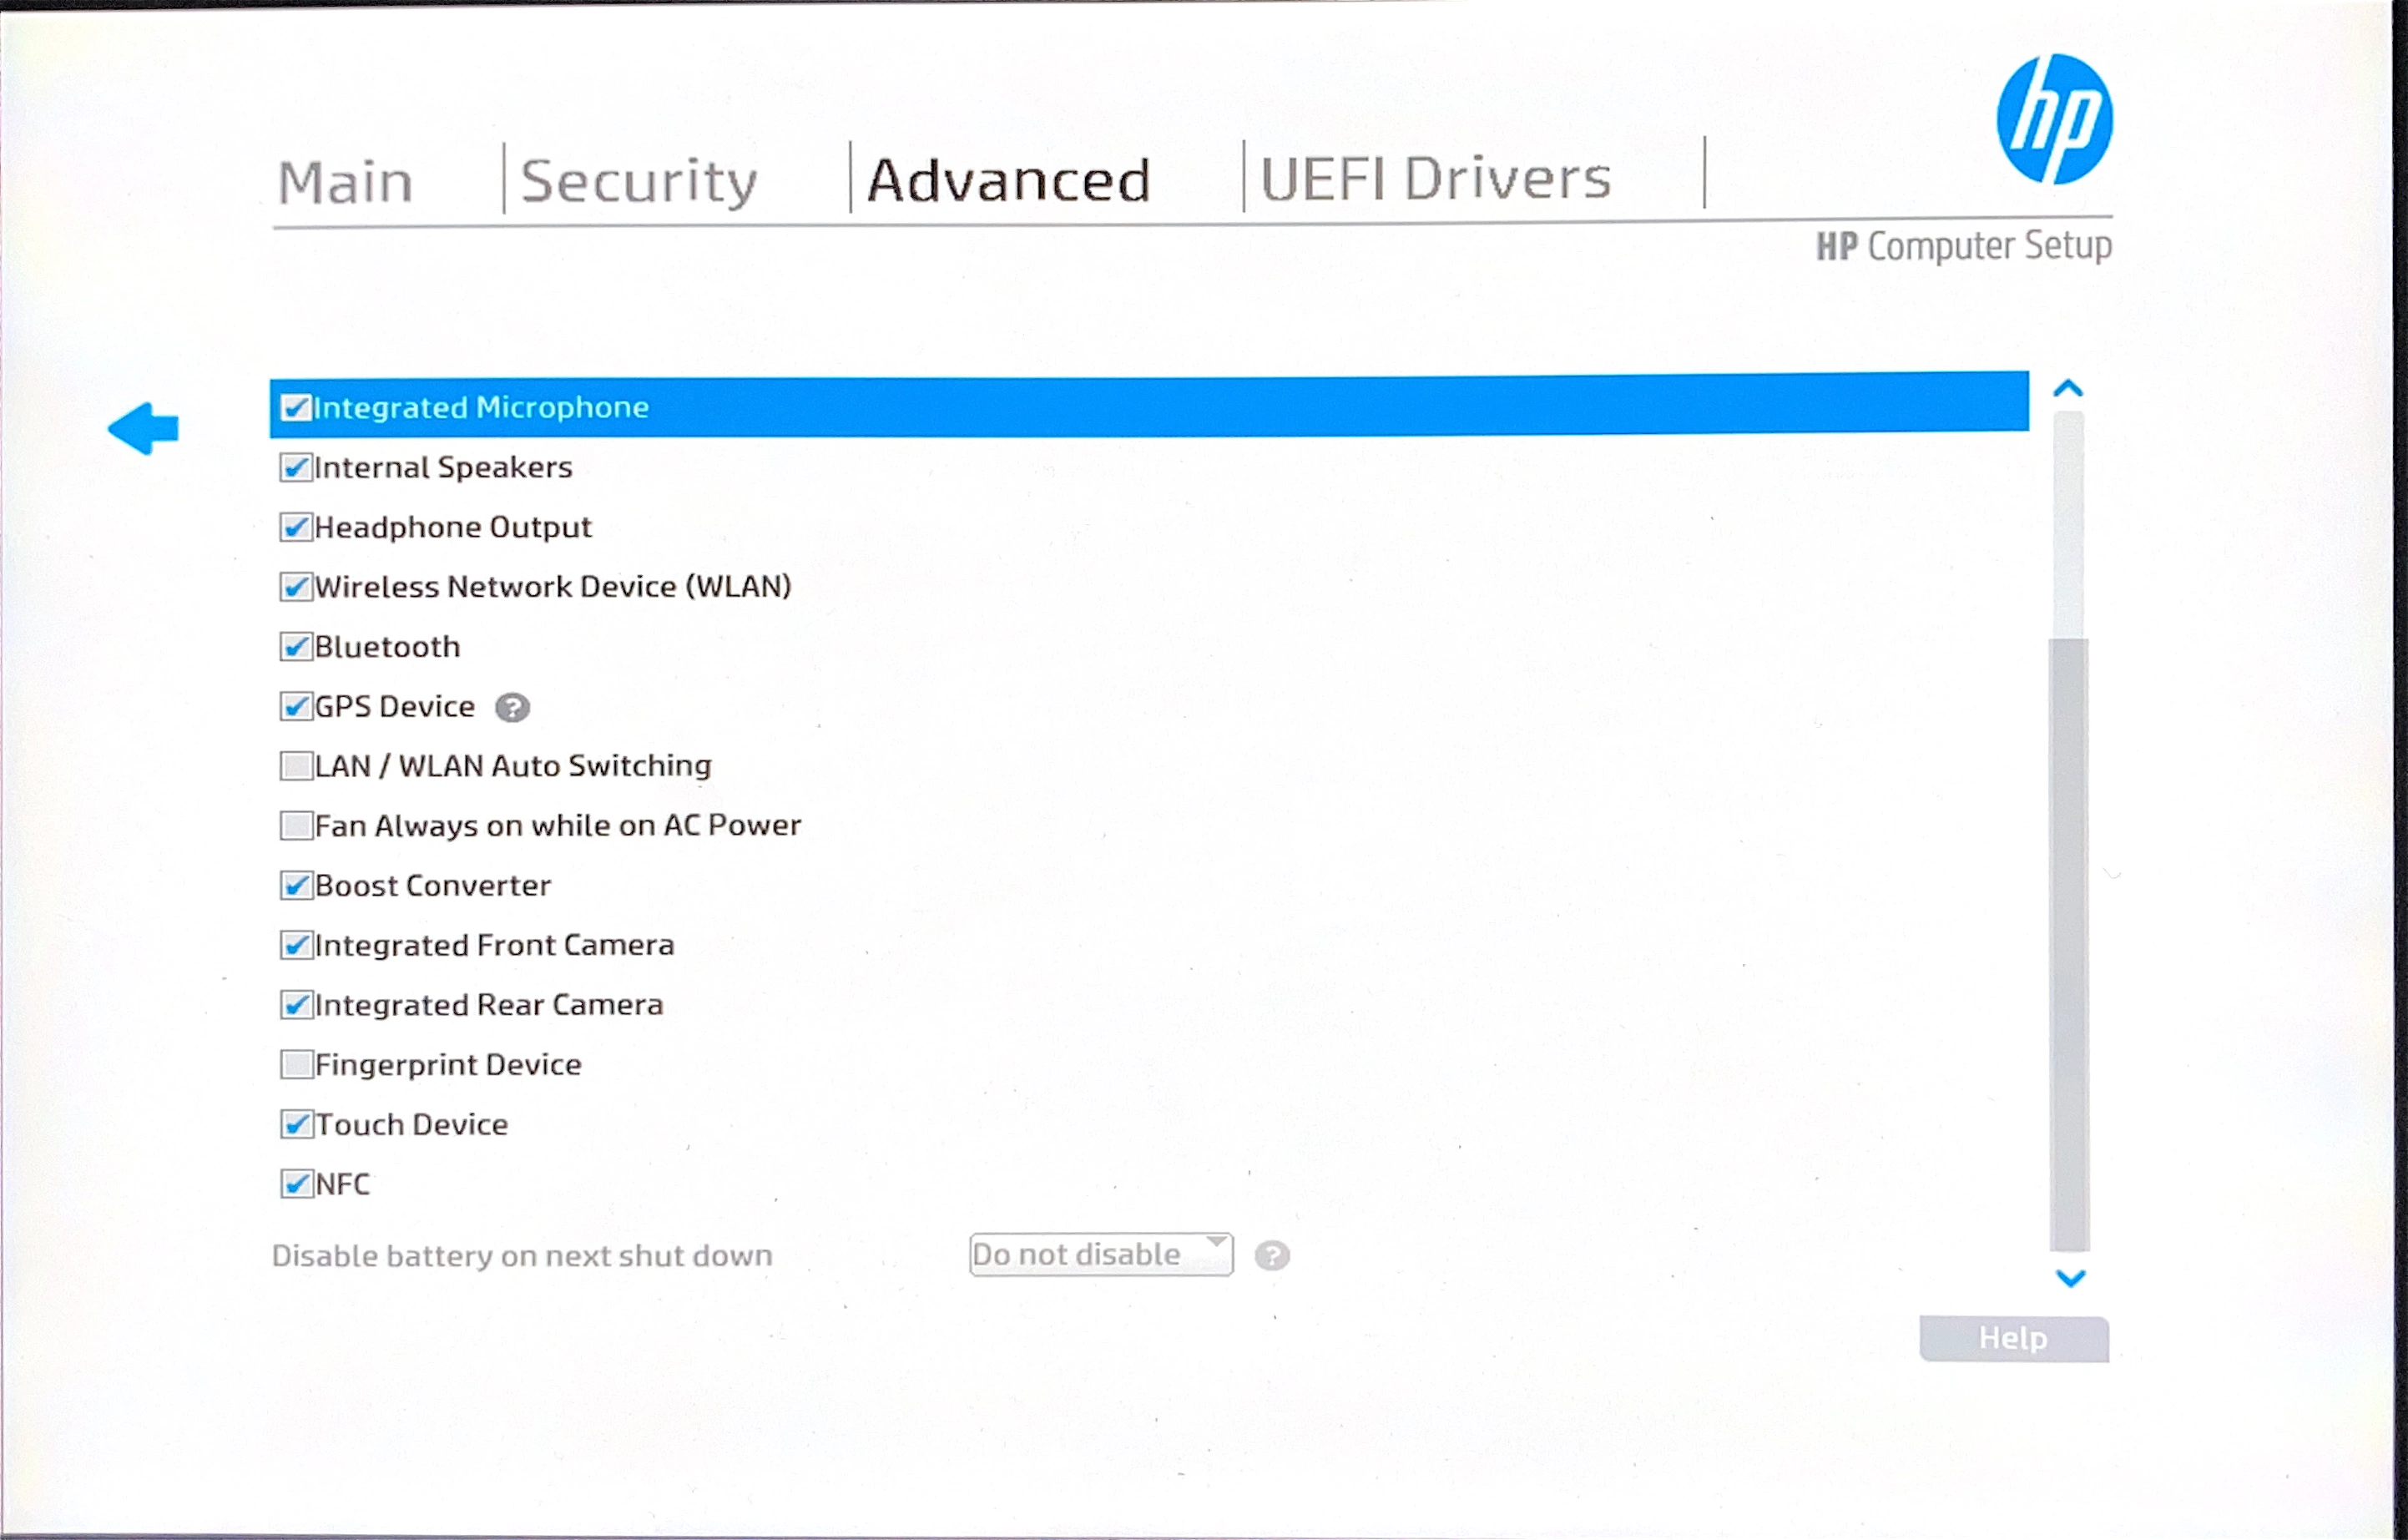 hp
Main
Security
Advanced
UEFI Drivers
HP Computer Setup
Integrated Microphone
Internal Speakers
Headphone Output
Wireless Network Device (WLAN)
Bluetooth
GPS Device ?
LAN / WLAN Auto Switching
Fan Always on while on AC Power
Boost Converter
Integrated Front Camera
Integrated Rear Camera
Fingerprint Device
Touch Device
NFC
Disable battery on next shut down Do not disable ?
Help